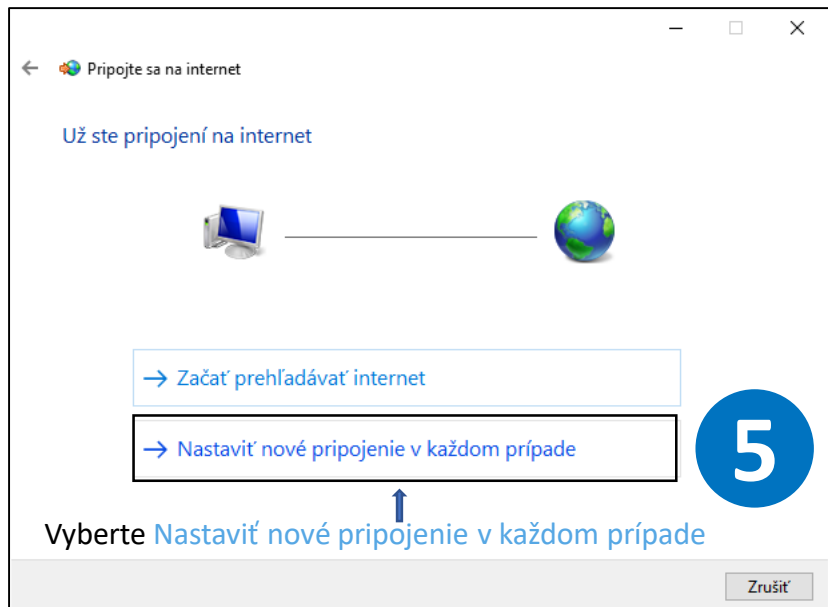 Pripojte sa na internet
Už ste pripojení na internet
Začať prehľadávať internet
Nastaviť nové pripojenie v každom prípade
5
Vyberte Nastaviť nové pripojenie v každom prípade
Zrušiť